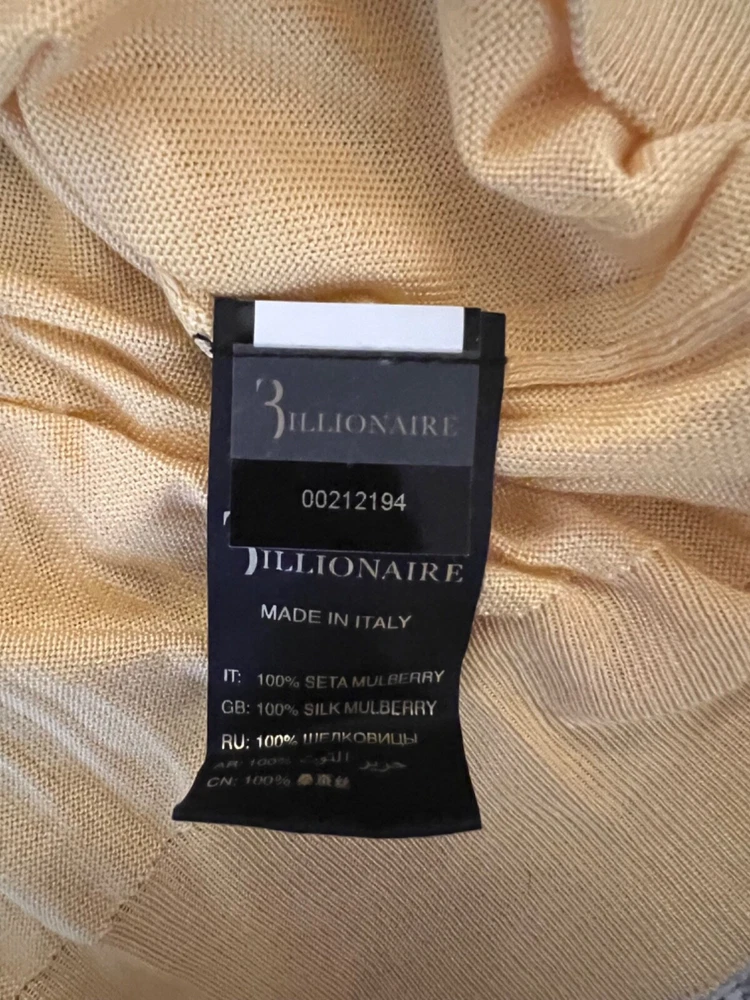 BILLIONAIRE
00212194
BILLIONAIRE
MADE IN ITALY
IT: 100% SETA MULBERRY
GB: 100% SILK MULBERRY
RU: 100% ШЕЛКОВИЦЫ
AR: 100% حرير التوت
CN: 100% 桑蚕丝